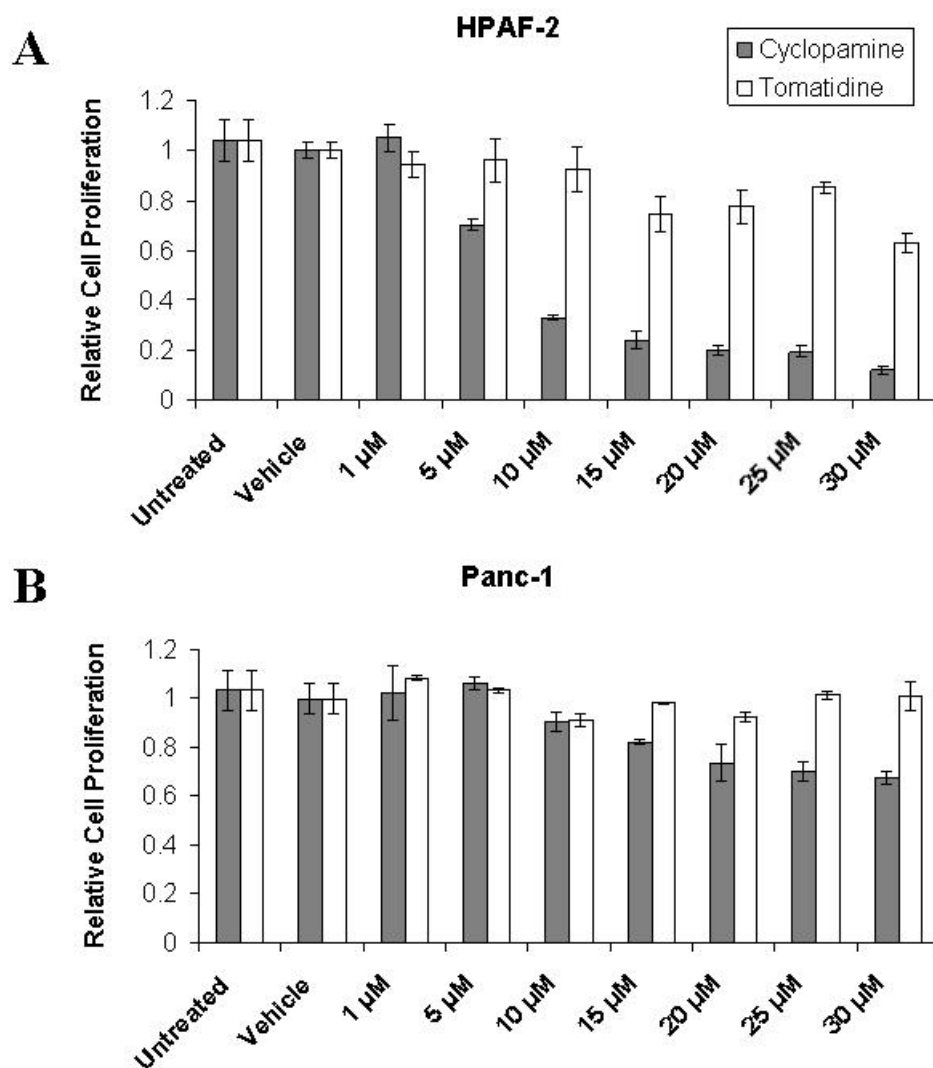 A
HPAF-2
Cyclopamine
Tomatidine
Relative Cell Proliferation
1.2
1
0.8
0.6
0.4
0.2
0
Untreated
Vehicle
1 µM
5 µM
10 µM
15 µM
20 µM
25 µM
30 µM
B
Panc-1
Relative Cell Proliferation
1.2
1
0.8
0.6
0.4
0.2
0
Untreated
Vehicle
1 µM
5 µM
10 µM
15 µM
20 µM
25 µM
30 µM